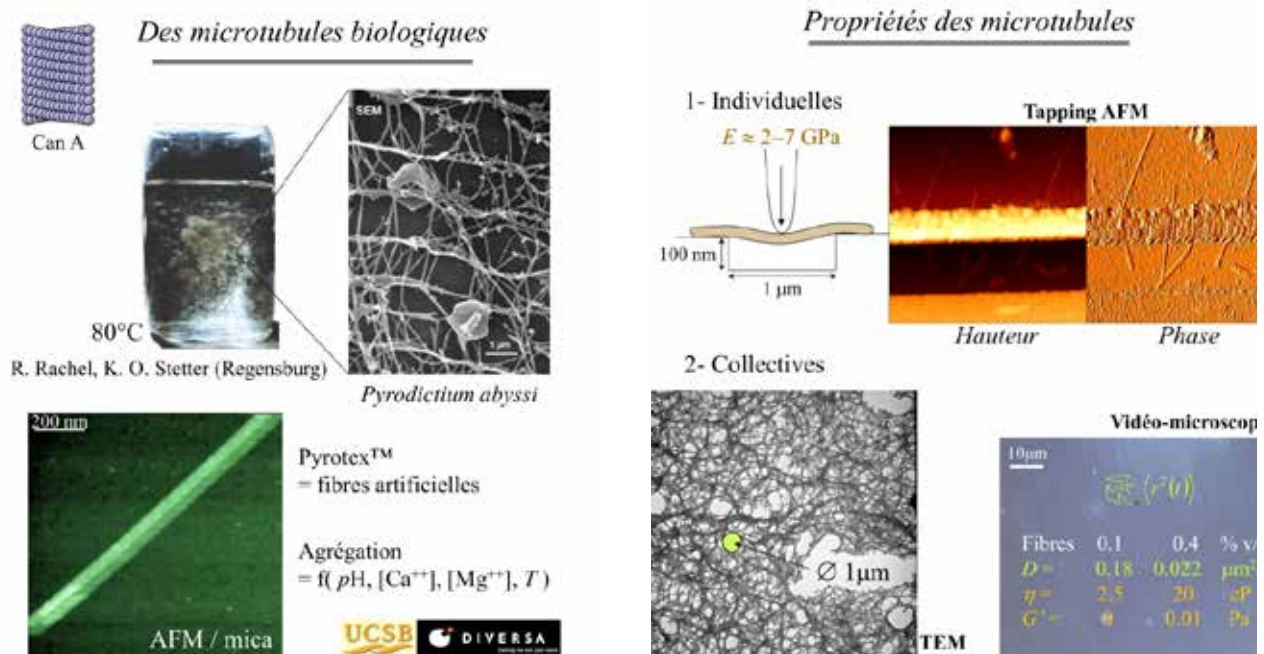 Des microtubules biologiques
Can A
SEM
1 µm
80°C
R. Rachel, K. O. Stetter (Regensburg)
Pyrodictium abyssi
200 nm
AFM / mica
Pyrotex™
= fibres artificielles
Agrégation
= f( pH, [Ca⁺⁺], [Mg⁺⁺], T )
UCSB
DIVERSA
Propriétés des microtubules
1- Individuelles
E ≈ 2–7 GPa
100 nm
1 µm
Tapping AFM
Hauteur
Phase
2- Collectives
∅ 1µm
TEM
Vidéo-microscop
10µm
⟨r²(t)⟩
Fibres 0.1 0.4 % v/
D = 0.18 0.022 µm²
η = 2.5 20 cP
G' = 0 0.01 Pa